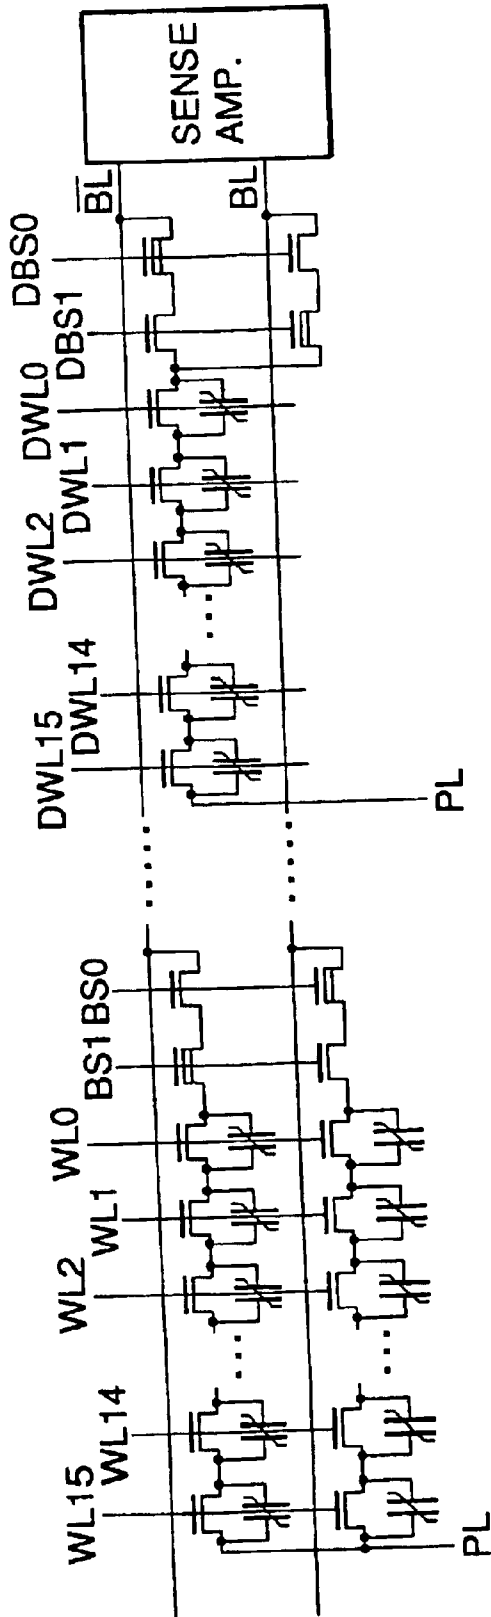 WL15
WL14
WL2
WL1
WL0
BS1
BS0
DWL15
DWL14
DWL2
DWL1
DWL0
DBS1
DBS0
B̅L̅
BL
SENSE
AMP.
PL
PL